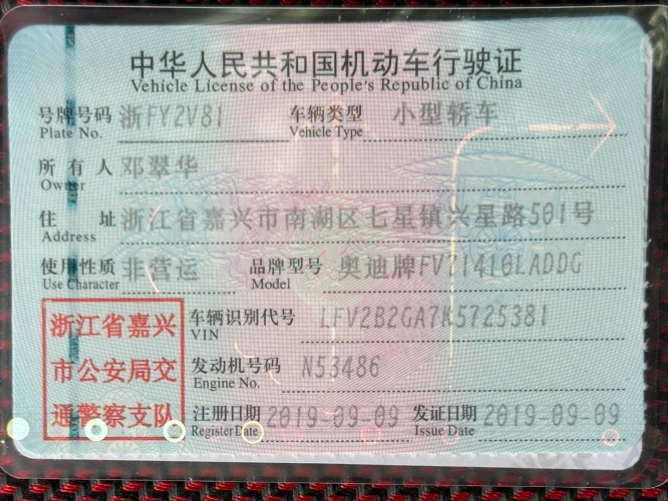 中华人民共和国机动车行驶证
Vehicle License of the People's Republic of China
号牌号码 浙FY2V81 车辆类型 小型轿车
Plate No. Vehicle Type
所有人 邓翠华
Owner
住址 浙江省嘉兴市南湖区七星镇兴星路501号
Address
使用性质 非营运 品牌型号 奥迪牌FV7141GLADDG
Use Character Model
浙江省嘉兴
市公安局交
通警察支队
车辆识别代号 LFV2B2GA7K5725381
VIN
发动机号码 N53486
Engine No.
注册日期 2019-09-09 发证日期 2019-09-09
Register Date Issue Date